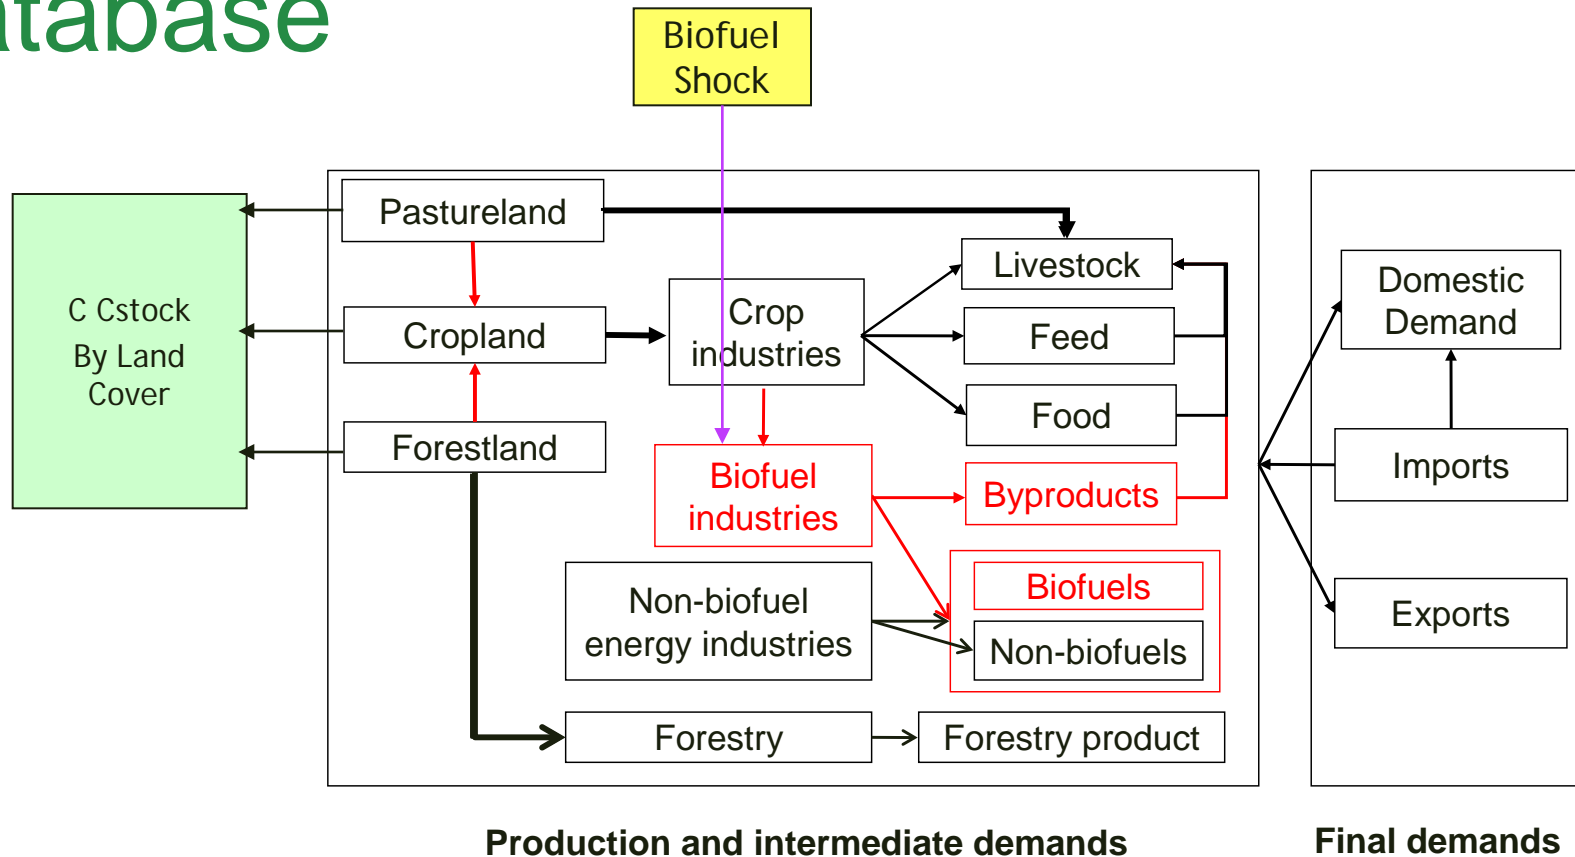 atabase
Biofuel
Shock
C Cstock
By Land
Cover
Pastureland
Cropland
Forestland
Crop
industries
Livestock
Feed
Food
Biofuel
industries
Byproducts
Non-biofuel
energy industries
Biofuels
Non-biofuels
Forestry
Forestry product
Domestic
Demand
Imports
Exports
Production and intermediate demands
Final demands